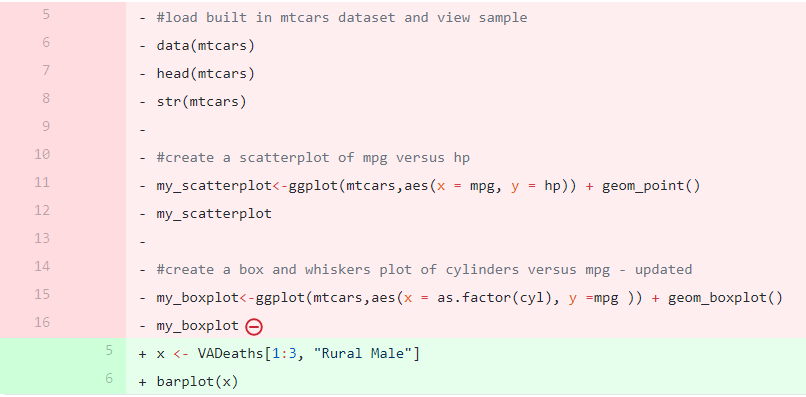 5 - #load built in mtcars dataset and view sample
6 - data(mtcars)
7 - head(mtcars)
8 - str(mtcars)
9 -
10 - #create a scatterplot of mpg versus hp
11 - my_scatterplot<-ggplot(mtcars,aes(x = mpg, y = hp)) + geom_point()
12 - my_scatterplot
13 -
14 - #create a box and whiskers plot of cylinders versus mpg - updated
15 - my_boxplot<-ggplot(mtcars,aes(x = as.factor(cyl), y =mpg )) + geom_boxplot()
16 - my_boxplot
5 + x <- VADeaths[1:3, "Rural Male"]
6 + barplot(x)